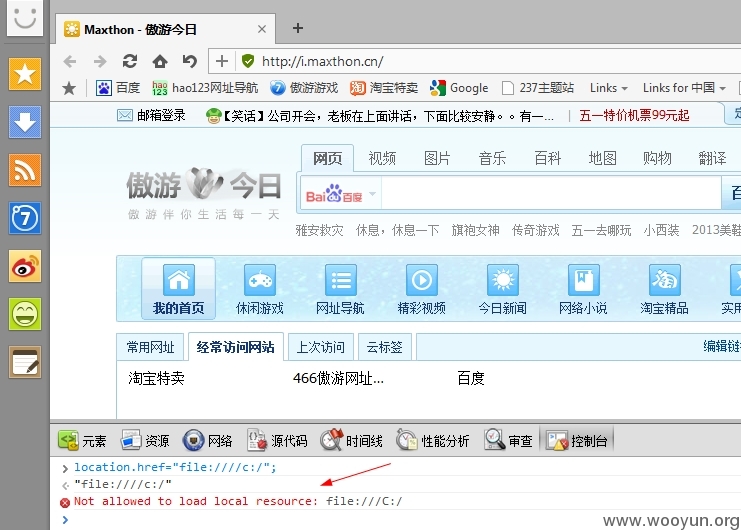 Maxthon - 傲游今日
http://i.maxthon.cn/
百度 hao123网址导航 傲游游戏 淘宝特卖 Google 237主题站 Links Links for 中国
邮箱登录 【笑话】公司开会，老板在上面讲话，下面比较安静。。有一... 五一特价机票99元起
网页 视频 图片 音乐 百科 地图 购物 翻译
傲游 今日
傲游伴你生活每一天
Bai 百度
雅安救灾 休息，休息一下 旗袍女神 传奇游戏 五一去哪玩 小西装 2013美鞋
我的首页 休闲游戏 网址导航 精彩视频 今日新闻 网络小说 淘宝精品 实用
常用网址 经常访问网站 上次访问 云标签 编辑链
淘宝特卖 466傲游网址... 百度
元素 资源 网络 源代码 时间线 性能分析 审查 控制台
location.href="file:////c:/";
"file:////c:/"
Not allowed to load local resource: file:///C:/
www.wooyun.org